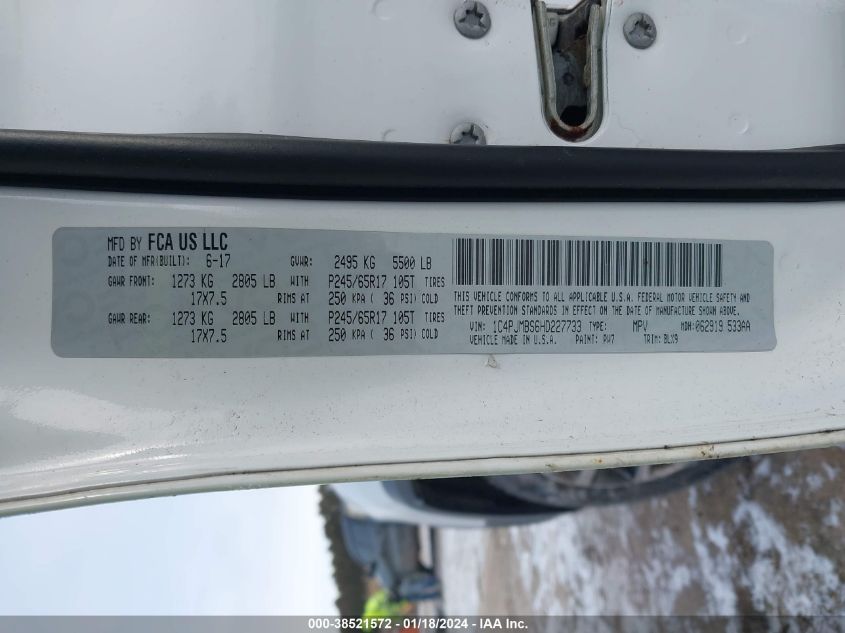 MFD BY FCA US LLC
DATE OF MFR(BUILT): 6-17 GVWR: 2495 KG 5500 LB
GAWR FRONT: 1273 KG 2805 LB WITH P245/65R17 105T TIRES
17X7.5 RIMS AT 250 KPA ( 36 PSI) COLD
GAWR REAR: 1273 KG 2805 LB WITH P245/65R17 105T TIRES
17X7.5 RIMS AT 250 KPA ( 36 PSI) COLD
THIS VEHICLE CONFORMS TO ALL APPLICABLE U.S.A. FEDERAL MOTOR VEHICLE SAFETY AND
THEFT PREVENTION STANDARDS IN EFFECT ON THE DATE OF MANUFACTURE SHOWN ABOVE.
VIN: 1C4PJMBS6HD227733 TYPE: MPV MDH: 062919 533AA
VEHICLE MADE IN U.S.A. PAINT: PW7 TRIM: BLX9
000-38521572 - 01/18/2024 - IAAI Inc.